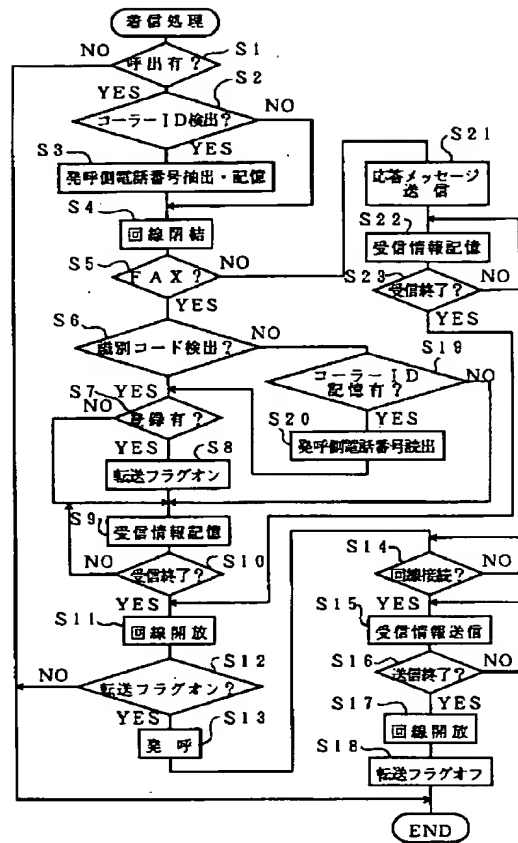 着信処理
S1
NO
呼出有？
S2
YES
コーラーID検出？
NO
S3
YES
発呼側電話番号抽出・記憶
S4
回線閉結
S5
FAX？
NO
YES
S6
識別コード検出？
NO
S7
YES
NO
登録有？
YES
S8
転送フラグオン
S9
受信情報記憶
NO
受信終了？
S10
YES
S11
回線開放
S12
NO
転送フラグオン？
YES
S13
発呼
S19
コーラーID
記憶有？
NO
YES
S20
発呼側電話番号読出
S21
応答メッセージ
送信
S22
受信情報記憶
S23
受信終了？
NO
YES
S14
回線接続？
NO
YES
S15
受信情報送信
S16
送信終了？
NO
YES
S17
回線開放
S18
転送フラグオフ
END